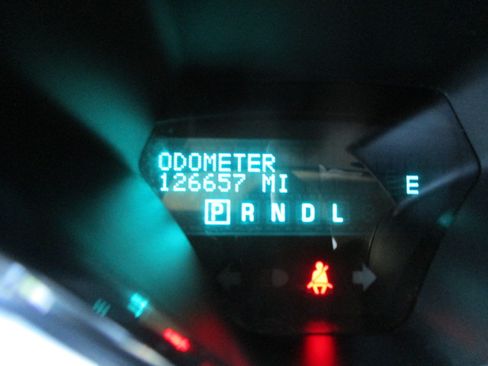 ODOMETER
126657 MI
E
P R N D L